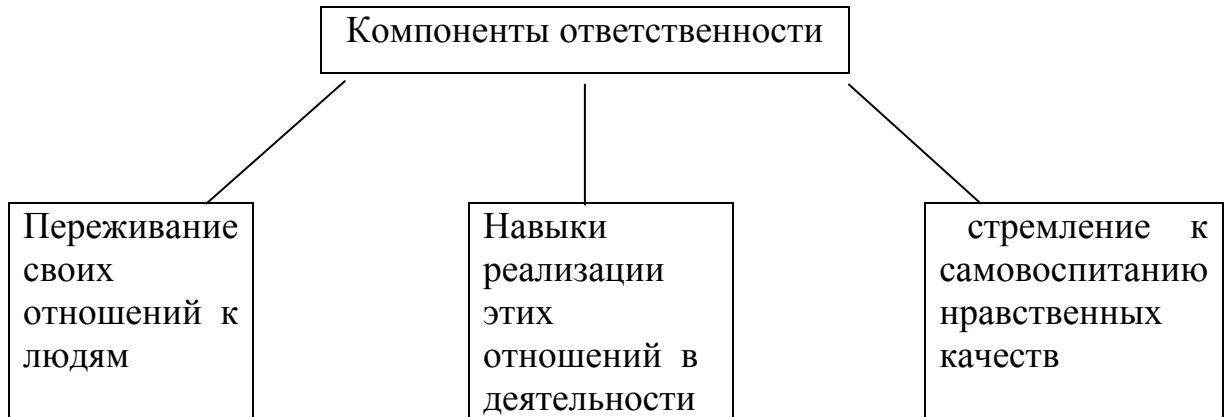 Компоненты ответственности
Переживание
своих
отношений к
людям
Навыки
реализации
этих
отношений в
деятельности
стремление к
самовоспитанию
нравственных
качеств